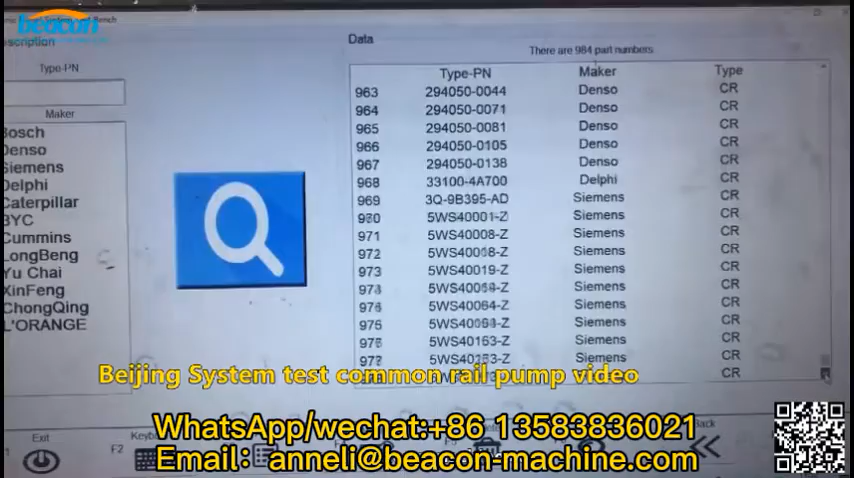 beacon
Data
There are 984 part numbers
Type-PN
Maker
Bosch
Denso
Siemens
Delphi
Caterpillar
BYC
Cummins
LongBeng
Yu Chai
XinFeng
ChongQing
L'ORANGE
Type-PN Maker Type
963 294050-0044 Denso CR
964 294050-0071 Denso CR
965 294050-0081 Denso CR
966 294050-0105 Denso CR
967 294050-0138 Denso CR
968 33100-4A700 Delphi CR
969 3Q-9B395-AD Siemens CR
5WS40001-Z Siemens CR
971 5WS40008-Z Siemens CR
972 Siemens CR
973 5WS40019-Z Siemens CR
Siemens CR
5WS40064-Z Siemens CR
Siemens CR
5WS40163-Z Siemens CR
Siemens CR
CR
Beijing System test common rail pump video
WhatsApp/wechat:+86 13583836021
Email: anneli@beacon-machine.com
Exit
F2
Back